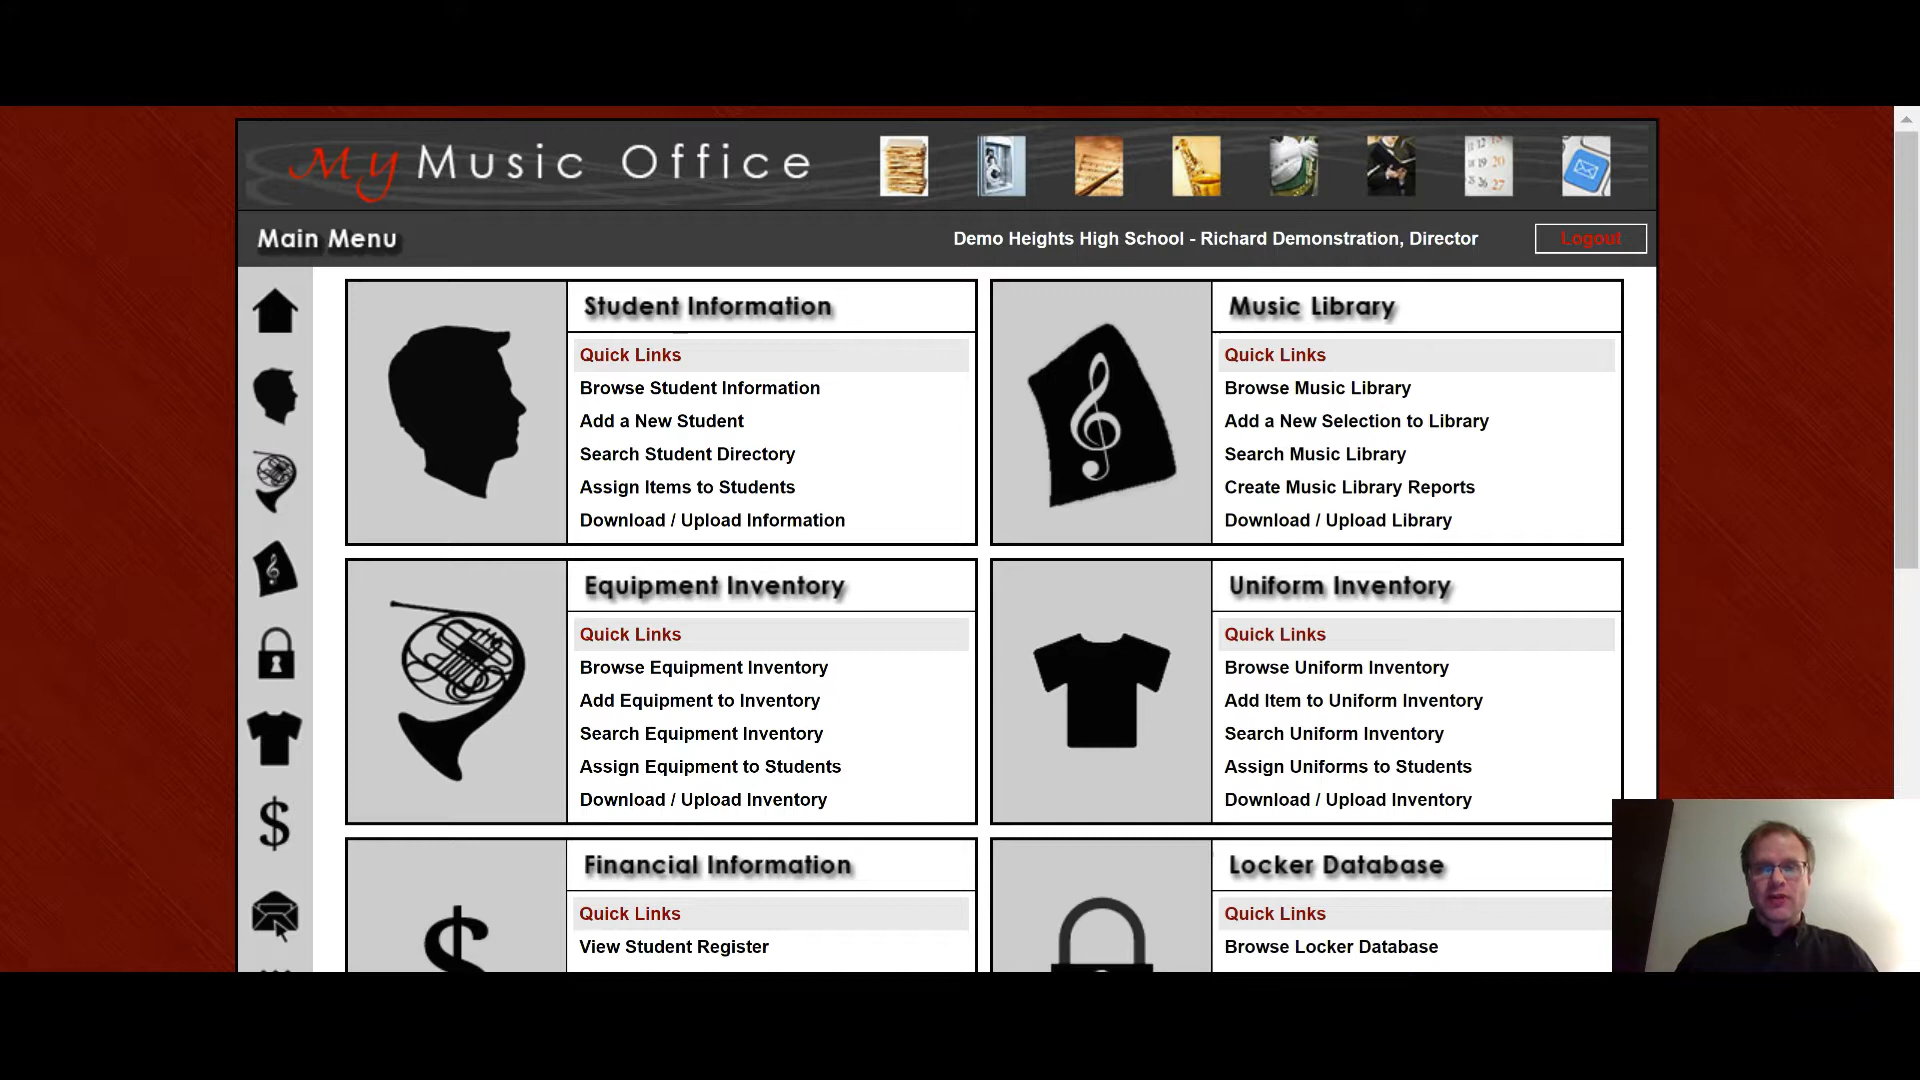 My Music Office
Main Menu
Demo Heights High School - Richard Demonstration, Director
Logout
Student Information
Quick Links
Browse Student Information
Add a New Student
Search Student Directory
Assign Items to Students
Download / Upload Information
Music Library
Quick Links
Browse Music Library
Add a New Selection to Library
Search Music Library
Create Music Library Reports
Download / Upload Library
Equipment Inventory
Quick Links
Browse Equipment Inventory
Add Equipment to Inventory
Search Equipment Inventory
Assign Equipment to Students
Download / Upload Inventory
Uniform Inventory
Quick Links
Browse Uniform Inventory
Add Item to Uniform Inventory
Search Uniform Inventory
Assign Uniforms to Students
Download / Upload Inventory
Financial Information
Quick Links
View Student Register
Locker Database
Quick Links
Browse Locker Database